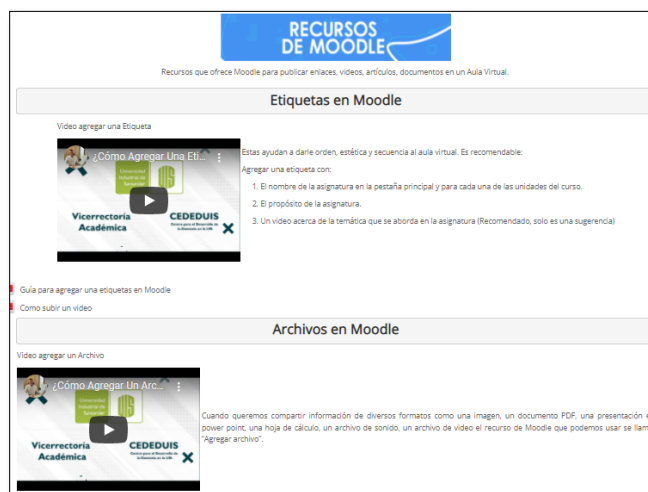 RECURSOS
DE MOODLE
Recursos que ofrece Moodle para publicar enlaces, videos, artículos, documentos en un Aula Virtual.
Etiquetas en Moodle
Video agregar una Etiqueta
¿Cómo Agregar Una Eti...
Universidad
Industrial de
Santander
UIS
Vicerrectoría
Académica
CEDEDUIS
Estas ayudan a darle orden, estética y secuencia al aula virtual. Es recomendable:
Agregar una etiqueta con:
1. El nombre de la asignatura en la pestaña principal y para cada una de las unidades del curso.
2. El propósito de la asignatura.
3. Un video acerca de la temática que se aborda en la asignatura (Recomendado, solo es una sugerencia)
Guía para agregar una etiquetas en Moodle
Como subir un video
Archivos en Moodle
Video agregar un Archivo
¿Cómo Agregar Un Arc...
Universidad
Industrial de
Santander
UIS
Vicerrectoría
Académica
CEDEDUIS
Cuando queremos compartir información de diversos formatos como una imagen, un documento PDF, una presentación e
power point, una hoja de cálculo, un archivo de sonido, un archivo de video el recurso de Moodle que podemos usar se llam
"Agregar archivo".